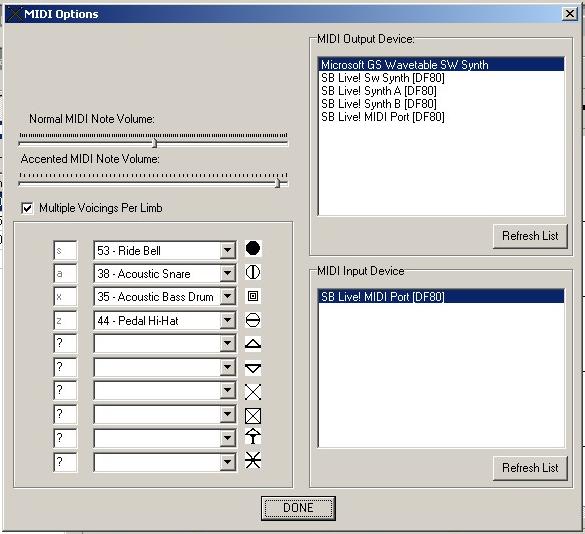 MIDI Options
Normal MIDI Note Volume:
Accented MIDI Note Volume:
Multiple Voicings Per Limb
s 53 - Ride Bell
a 38 - Acoustic Snare
x 35 - Acoustic Bass Drum
z 44 - Pedal Hi-Hat
?
?
?
?
?
?
MIDI Output Device:
Microsoft GS Wavetable SW Synth
SB Live! Sw Synth [DF80]
SB Live! Synth A [DF80]
SB Live! Synth B [DF80]
SB Live! MIDI Port [DF80]
Refresh List
MIDI Input Device
SB Live! MIDI Port [DF80]
Refresh List
DONE